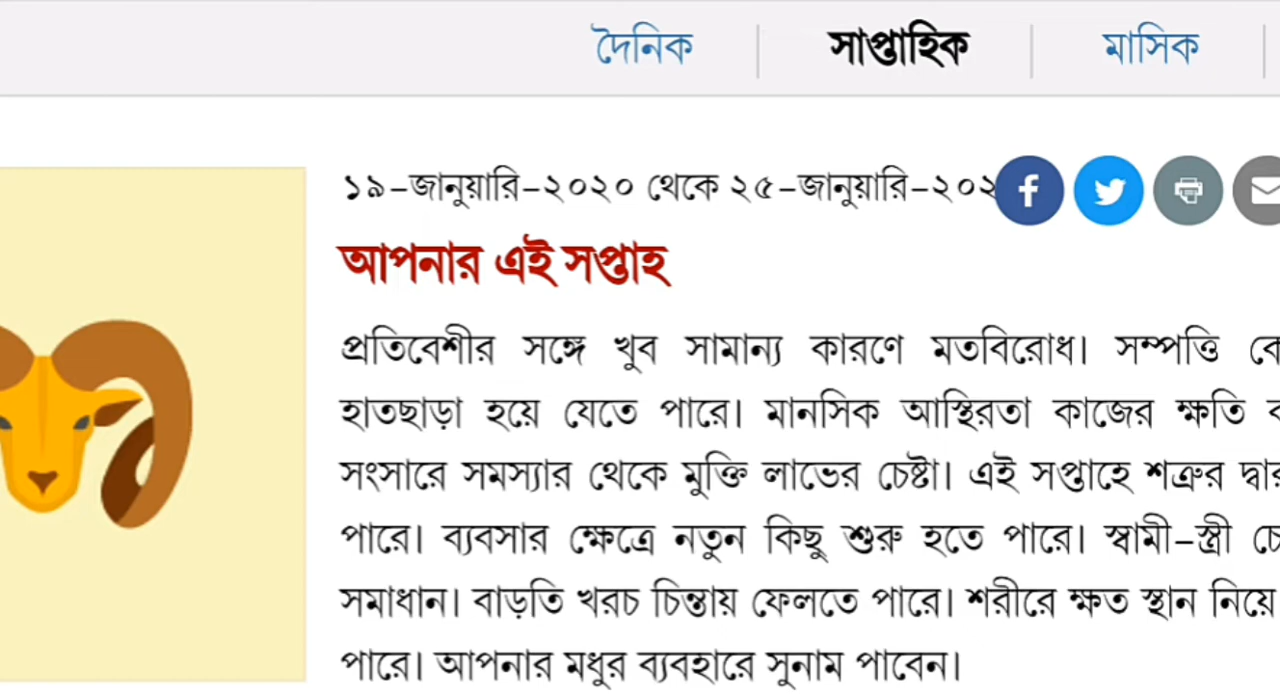 দৈনিক সাপ্তাহিক মাসিক
১৯-জানুয়ারি-২০২০ থেকে ২৫-জানুয়ারি-২০২
আপনার এই সপ্তাহ
প্রতিবেশীর সঙ্গে খুব সামান্য কারণে মতবিরোধ। সম্পত্তি
হাতছাড়া হয়ে যেতে পারে। মানসিক আস্থিরতা কাজের ক্ষতি
সংসারে সমস্যার থেকে মুক্তি লাভের চেষ্টা। এই সপ্তাহে শত্রুর
পারে। ব্যবসার ক্ষেত্রে নতুন কিছু শুরু হতে পারে। স্বামী-স্ত্রী
সমাধান। বাড়তি খরচ চিন্তায় ফেলতে পারে। শরীরে ক্ষত স্থান নিয়ে
পারে। আপনার মধুর ব্যবহারে সুনাম পাবেন।